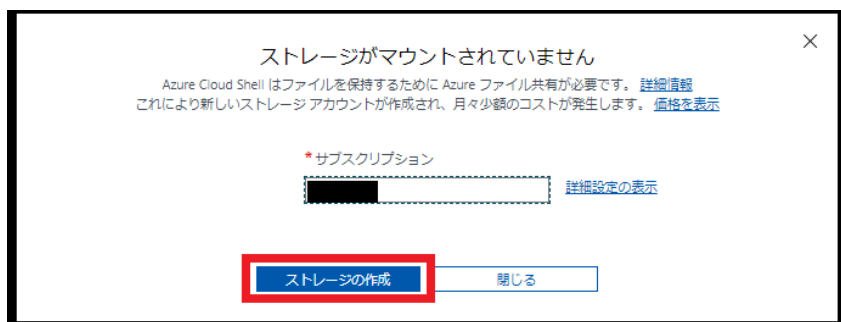 ストレージがマウントされていません
Azure Cloud Shell はファイルを保持するために Azure ファイル共有が必要です。 詳細情報
これにより新しいストレージ アカウントが作成され、月々少額のコストが発生します。 価格を表示
*サブスクリプション
詳細設定の表示
ストレージの作成
閉じる